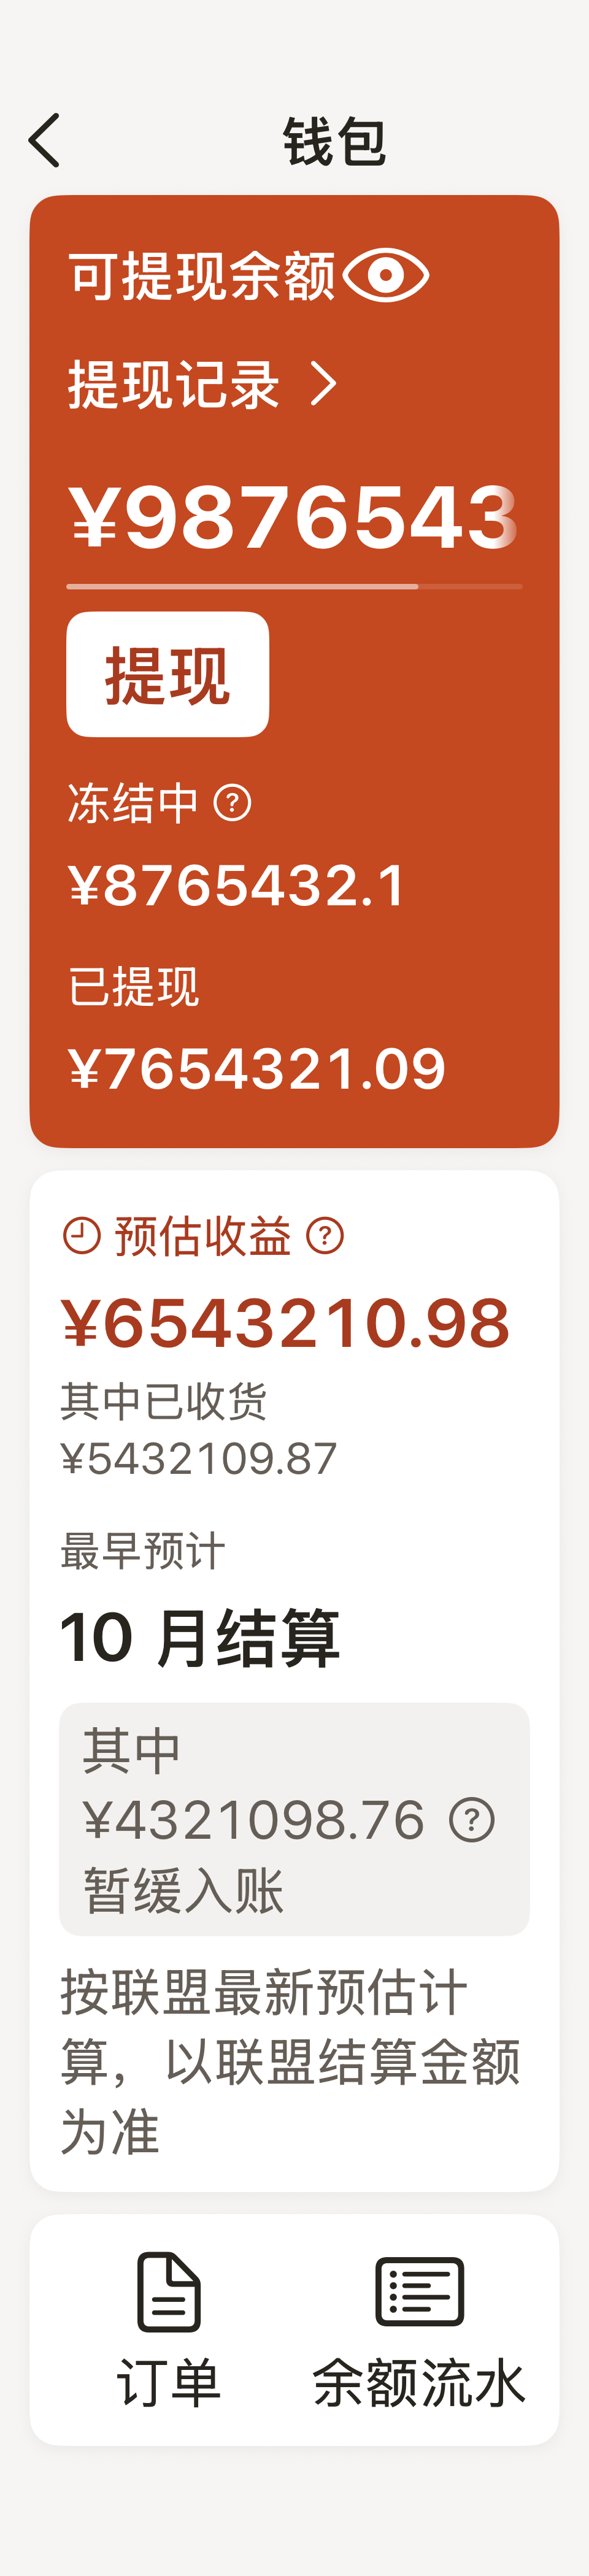 钱包
可提现余额
提现记录
¥9876543
提现
冻结中 ?
¥8765432.1
已提现
¥7654321.09
预估收益 ?
¥6543210.98
其中已收货
¥5432109.87
最早预计
10 月结算
其中
¥4321098.76 ?
暂缓入账
按联盟最新预估计
算，以联盟结算金额
为准
订单 余额流水